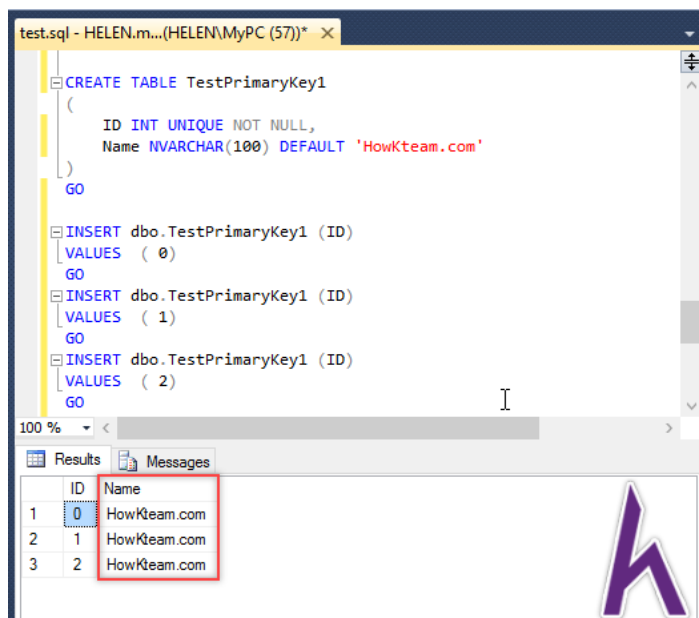 test.sql - HELEN.m...(HELEN\MyPC (57))* ×
CREATE TABLE TestPrimaryKey1
(
ID INT UNIQUE NOT NULL,
Name NVARCHAR(100) DEFAULT 'HowKteam.com'
)
GO
INSERT dbo.TestPrimaryKey1 (ID)
VALUES ( 0)
GO
INSERT dbo.TestPrimaryKey1 (ID)
VALUES ( 1)
GO
INSERT dbo.TestPrimaryKey1 (ID)
VALUES ( 2)
GO
100 %
Results Messages
ID Name
1 0 HowKteam.com
2 1 HowKteam.com
3 2 HowKteam.com